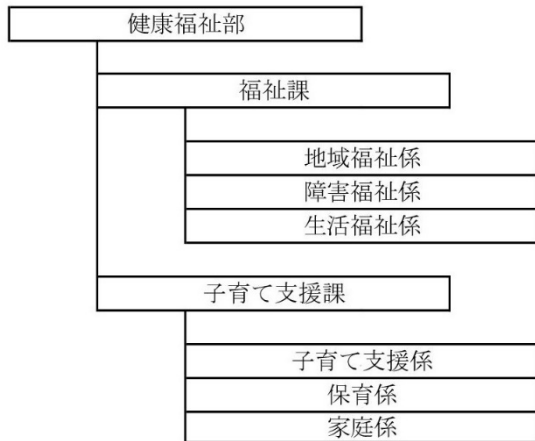 健康福祉部
福祉課
地域福祉係
障害福祉係
生活福祉係
子育て支援課
子育て支援係
保育係
家庭係